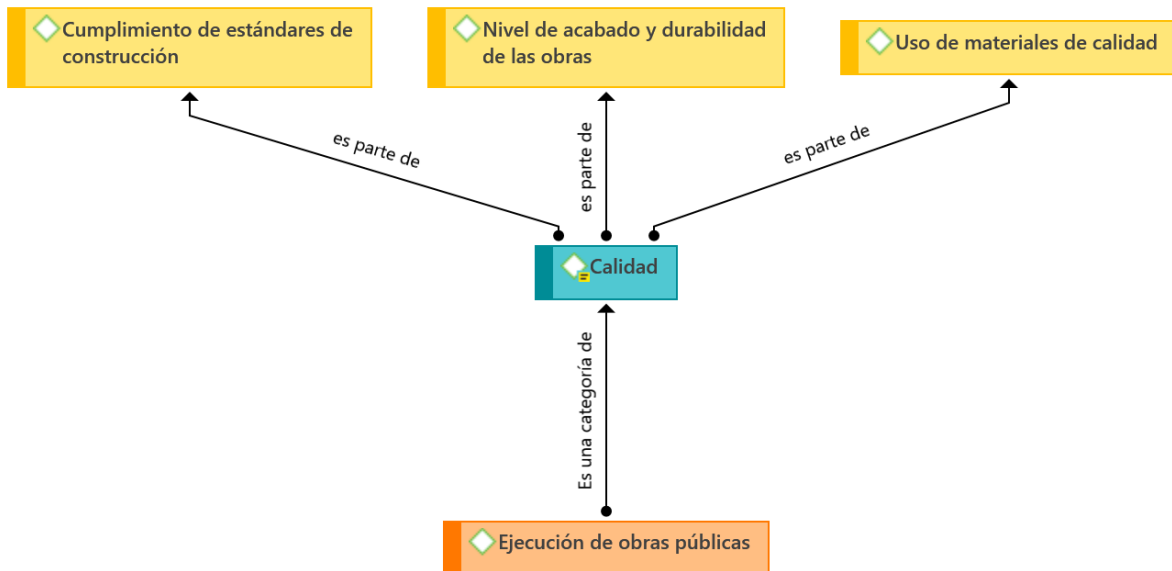 Cumplimiento de estándares de
construcción
Nivel de acabado y durabilidad
de las obras
Uso de materiales de calidad
es parte de
es parte de
es parte de
Calidad
Es una categoría de
Ejecución de obras públicas